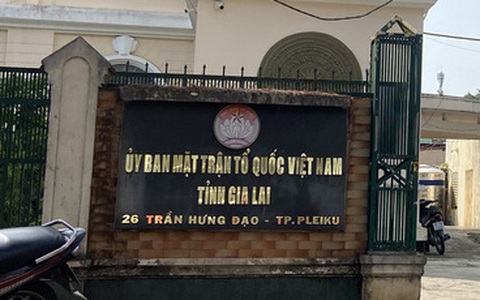 ỦY BAN MẶT TRẬN TỔ QUỐC VIỆT NAM
TỈNH GIA LAI
26 TRẦN HƯNG ĐẠO - TP.PLEIKU